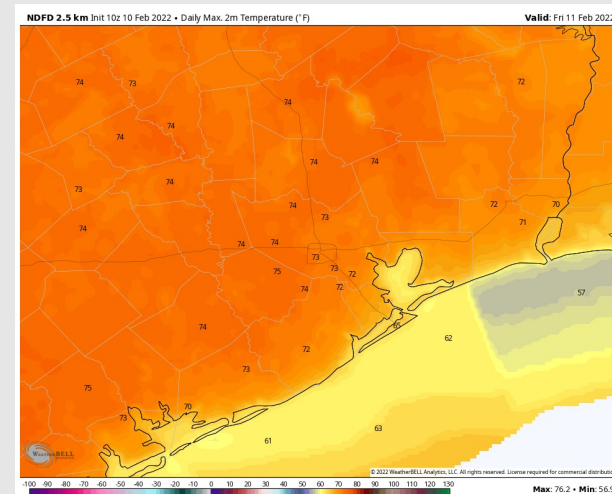 NDFD 2.5 km Init 10z 10 Feb 2022 • Daily Max. 2m Temperature (°F)
Valid: Fri 11 Feb 2022
74 73 72
74
74 74
74 74
73 74
74 72 70
74 73 71
74 74
73
75 73 72
74 72 57
65
74 62
72
73
75
73 70
63
61
WeatherBELL
© 2022 WeatherBELL Analytics, LLC. All rights reserved. License required for commercial distributio
-100 -90 -80 -70 -60 -50 -40 -30 -20 -10 0 10 20 30 40 50 60 70 80 90 100 110 120 130
Max: 76.2 • Min: 56.9